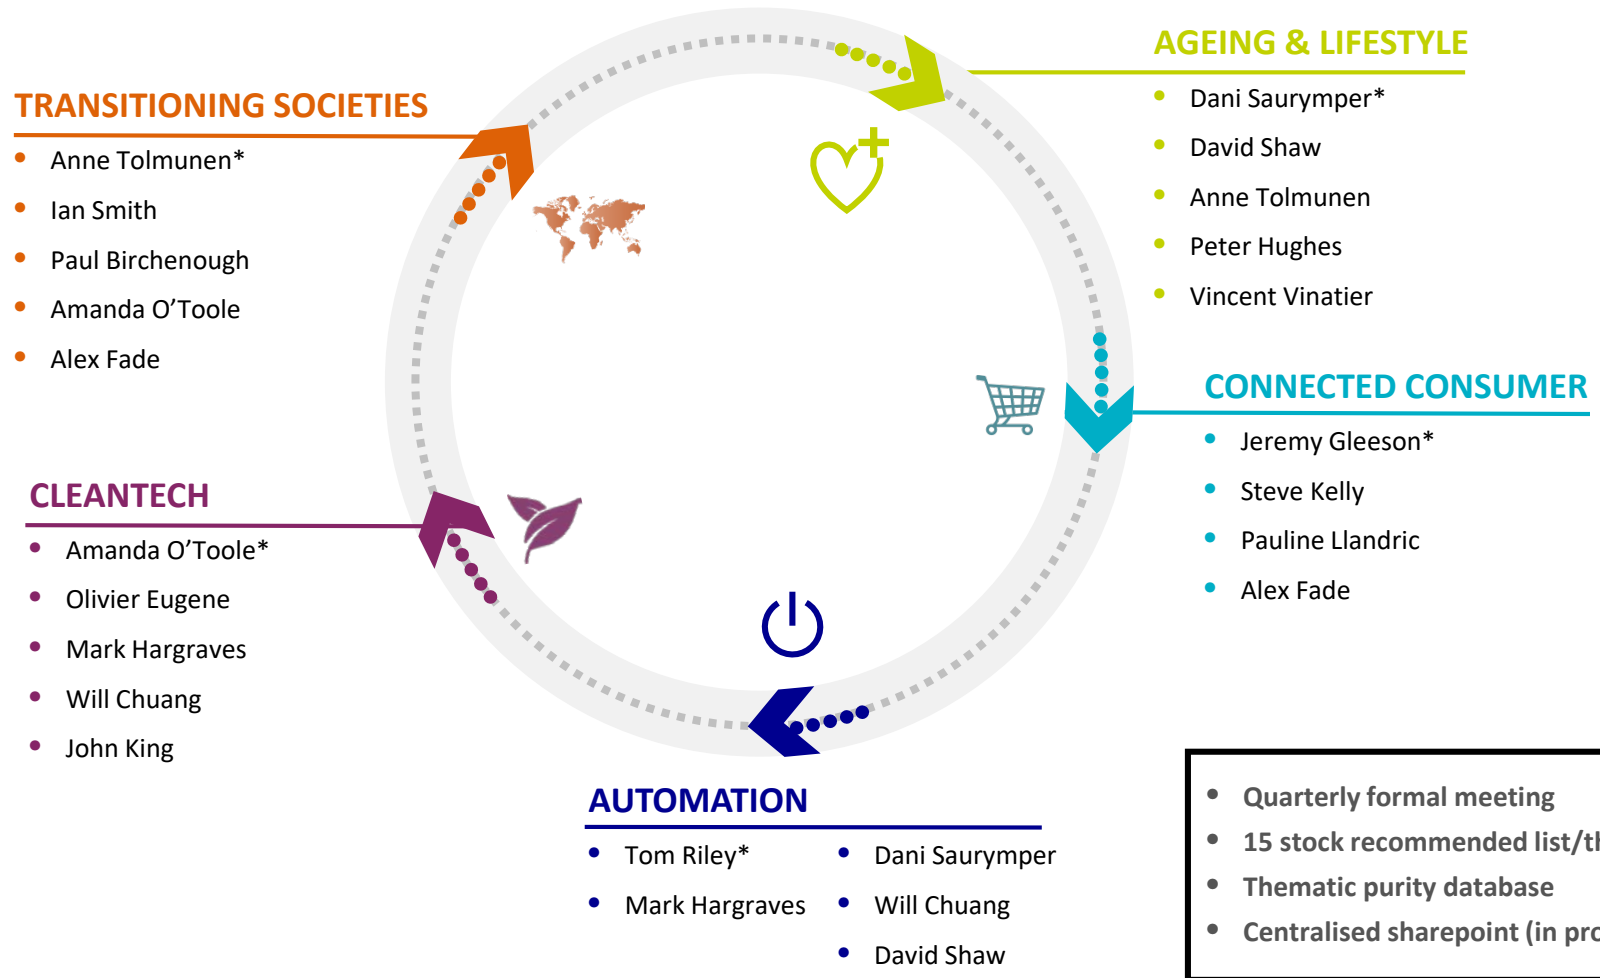 TRANSITIONING SOCIETIES
Anne Tolmunen*
Ian Smith
Paul Birchenough
Amanda O'Toole
Alex Fade
AGEING & LIFESTYLE
Dani Saurymper*
David Shaw
Anne Tolmunen
Peter Hughes
Vincent Vinatier
CONNECTED CONSUMER
Jeremy Gleeson*
Steve Kelly
Pauline Llandric
Alex Fade
CLEANTECH
Amanda O'Toole*
Olivier Eugene
Mark Hargraves
Will Chuang
John King
AUTOMATION
Tom Riley*
Mark Hargraves
Dani Saurymper
Will Chuang
David Shaw
Quarterly formal meeting
15 stock recommended
Thematic purity database
Centralised sharepoint (in